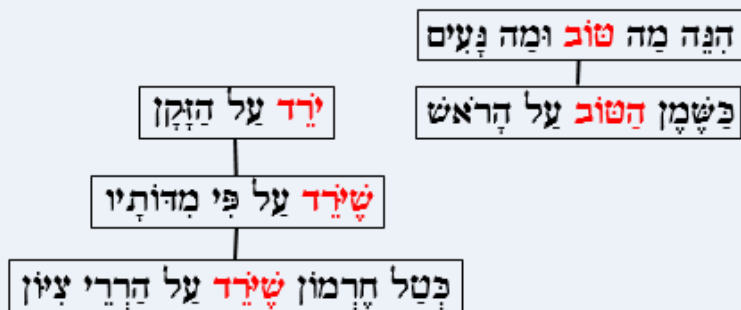 הִנֵּה מַה טּוֹב וּמַה נָּעִים
כַּשֶּׁמֶן הַטּוֹב עַל הָרֹאשׁ
יֹרֵד עַל הַזָּקָן
שֶׁיֹּרֵד עַל פִּי מִדּוֹתָיו
כְּטַל חֶרְמוֹן שֶׁיֹּרֵד עַל הַרְרֵי צִיּוֹן